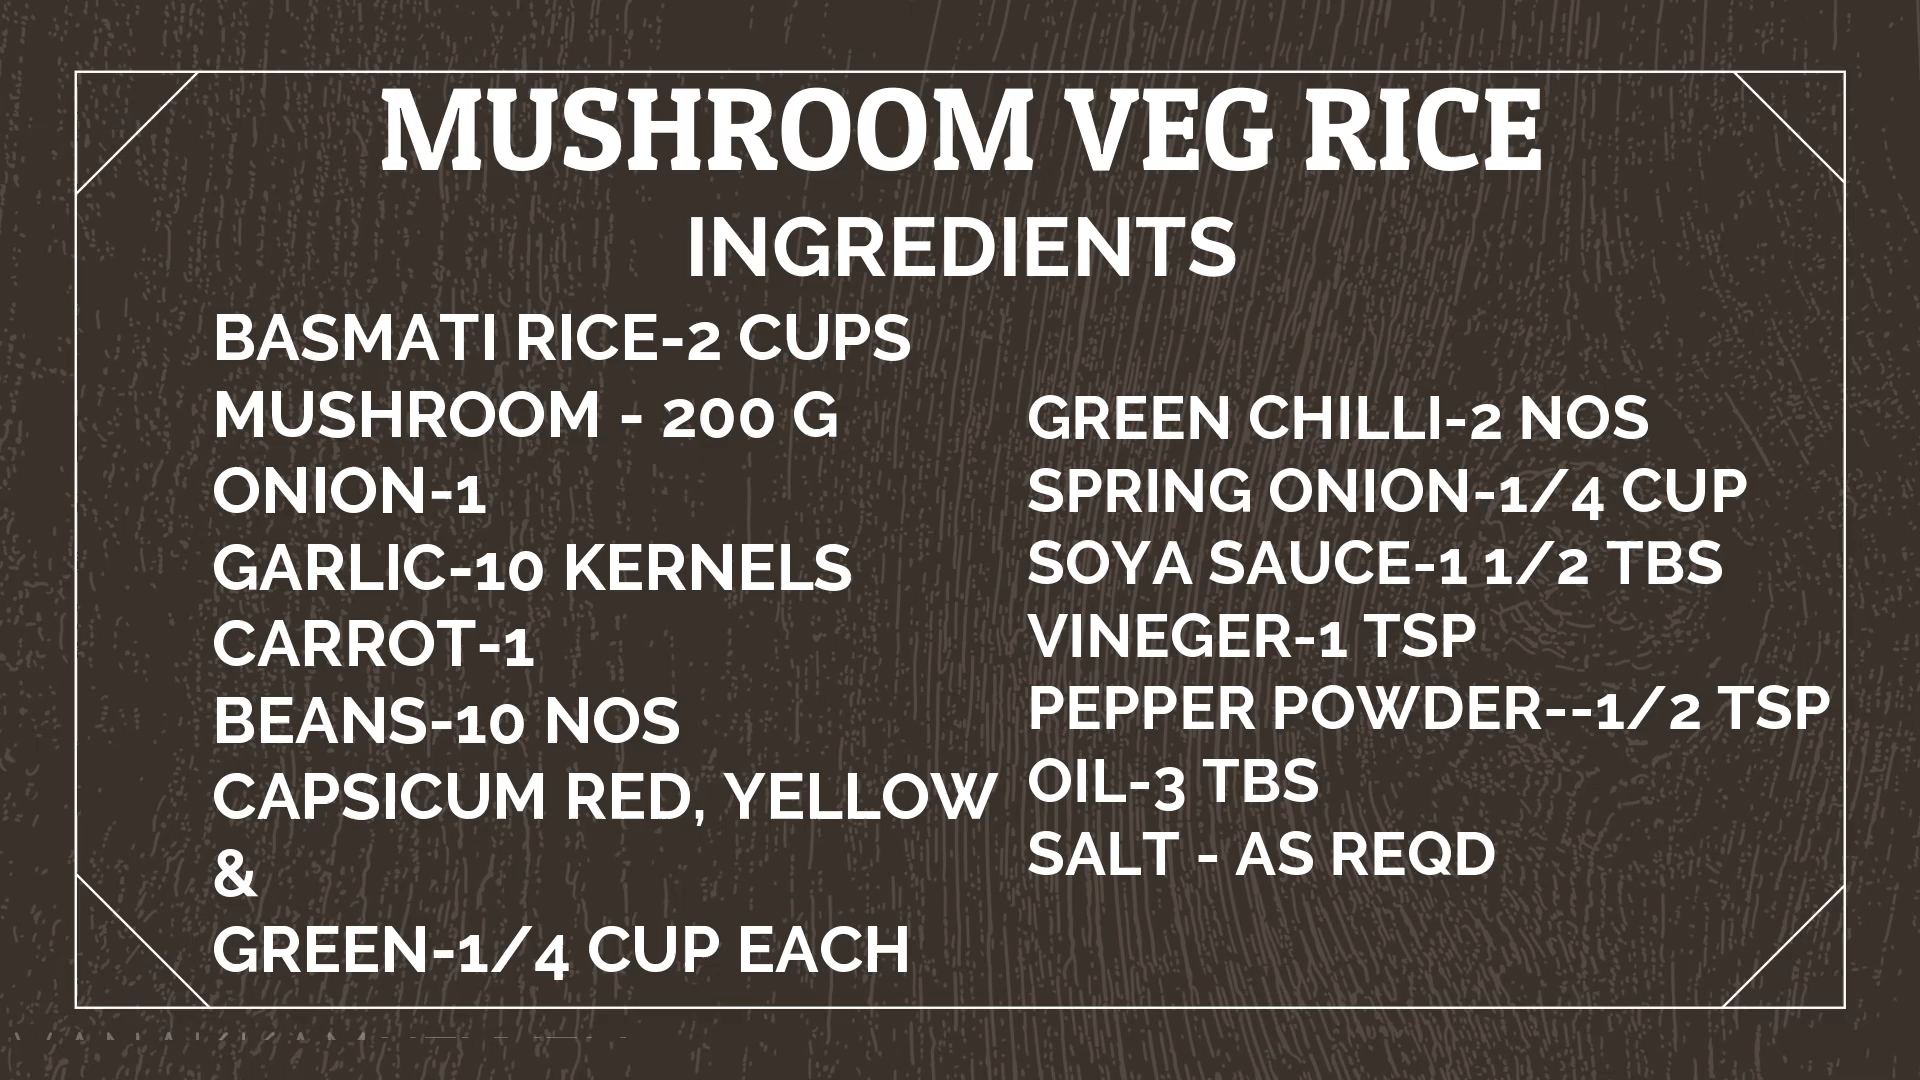 MUSHROOM VEG RICE
INGREDIENTS
BASMATI RICE-2 CUPS
MUSHROOM - 200 G
ONION-1
GARLIC-10 KERNELS
CARROT-1
BEANS-10 NOS
CAPSICUM RED, YELLOW
&
GREEN-1/4 CUP EACH
GREEN CHILLI-2 NOS
SPRING ONION-1/4 CUP
SOYA SAUCE-1 1/2 TBS
VINEGER-1 TSP
PEPPER POWDER--1/2 TSP
OIL-3 TBS
SALT - AS REQD